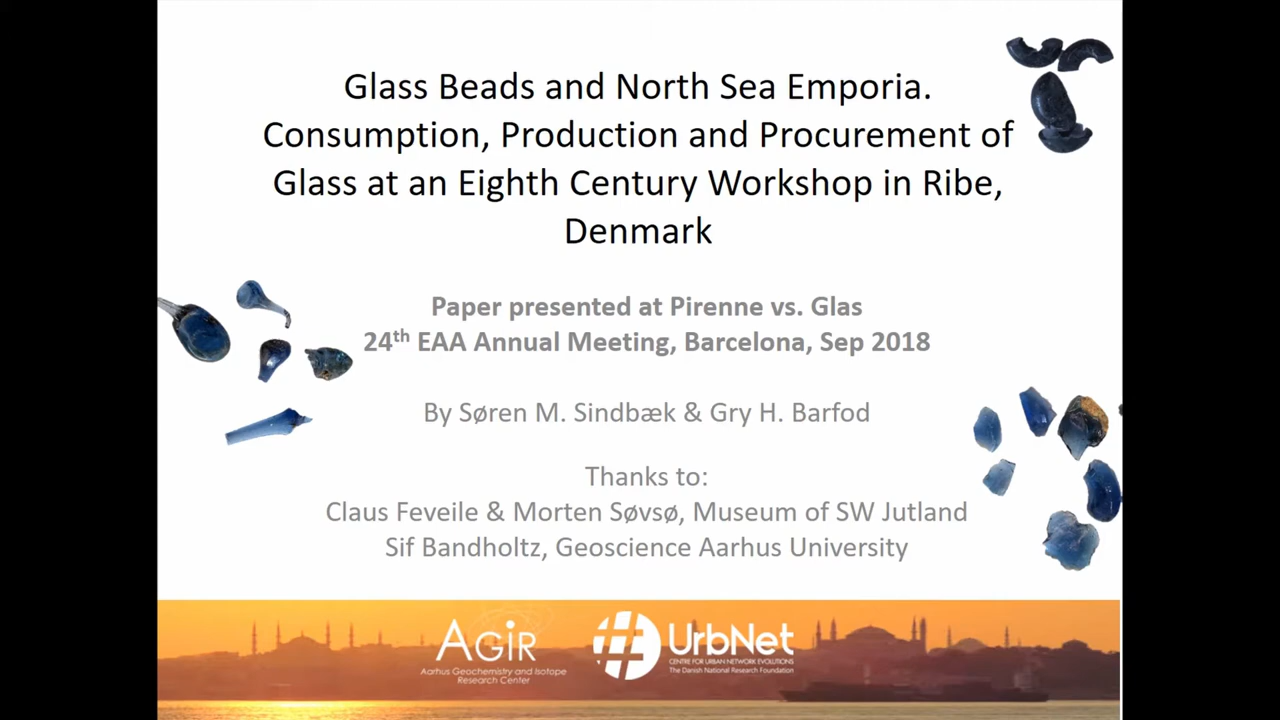 Glass Beads and North Sea Emporia.
Consumption, Production and Procurement of
Glass at an Eighth Century Workshop in Ribe,
Denmark
Paper presented at Pirenne vs. Glas
24th EAA Annual Meeting, Barcelona, Sep 2018
By Søren M. Sindbæk & Gry H. Barfod
Thanks to:
Claus Feveile & Morten Søvsø, Museum of SW Jutland
Sif Bandholtz, Geoscience Aarhus University
AGiR
Aarhus Geochemistry and Isotope
Research Center
UrbNet
CENTRE FOR URBAN NETWORK EVOLUTIONS
The Danish National Research Foundation